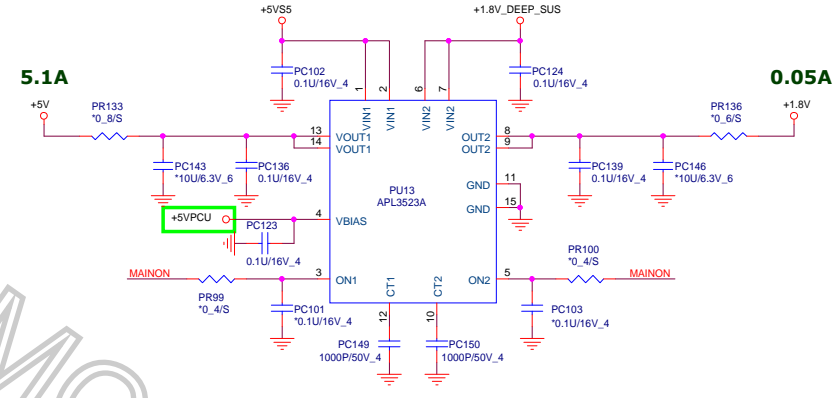 +5VS5
+1.8V_DEEP_SUS
5.1A
0.05A
PC102
0.1U/16V_4
PC124
0.1U/16V_4
+5V
PR133
*0_8/S
PR136
*0_6/S
+1.8V
1
2
6
7
VIN1
VIN1
VIN2
VIN2
13
14
VOUT1
VOUT1
OUT2
OUT2
8
9
PC143
*10U/6.3V_6
PC136
0.1U/16V_4
PC139
0.1U/16V_4
PC146
*10U/6.3V_6
PU13
APL3523A
GND
GND
11
15
+5VPCU
PC123
0.1U/16V_4
4
VBIAS
MAINON
PR99
*0_4/S
3
ON1
ON2
5
PR100
*0_4/S
MAINON
PC101
*0.1U/16V_4
PC103
*0.1U/16V_4
CT1
CT2
12
10
PC149
1000P/50V_4
PC150
1000P/50V_4